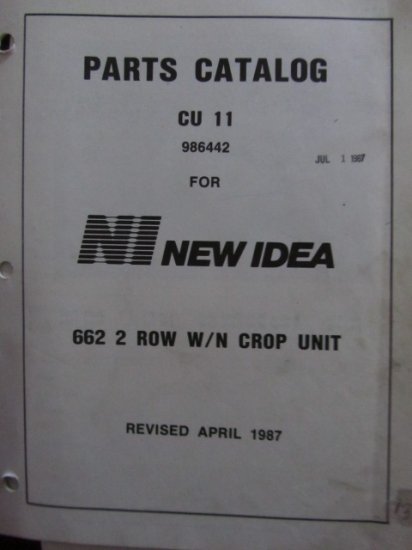 PARTS CATALOG
CU 11
986442
JUL 1 1987
FOR
NI NEW IDEA
662 2 ROW W/N CROP UNIT
REVISED APRIL 1987